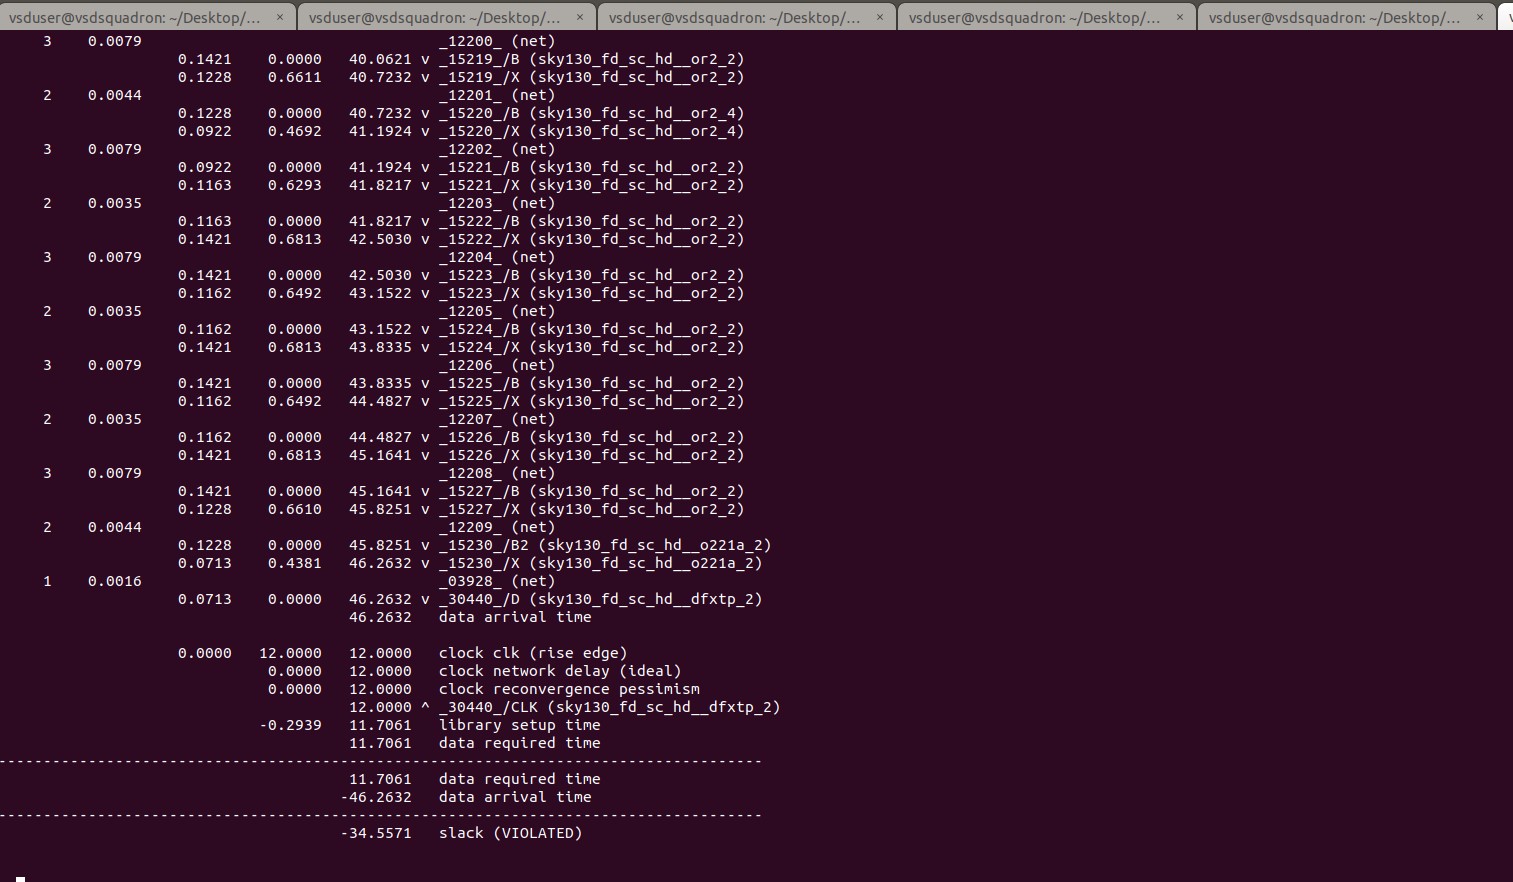 vsduser@vsdsquadron: ~/Desktop/... × vsduser@vsdsquadron: ~/Desktop/... × vsduser@vsdsquadron: ~/Desktop/... × vsduser@vsdsquadron: ~/Desktop/... × vsduser@vsdsquadron: ~/Desktop/... ×
3 0.0079 _12200_ (net)
0.1421 0.0000 40.0621 v _15219_/B (sky130_fd_sc_hd__or2_2)
0.1228 0.6611 40.7232 v _15219_/X (sky130_fd_sc_hd__or2_2)
2 0.0044 _12201_ (net)
0.1228 0.0000 40.7232 v _15220_/B (sky130_fd_sc_hd__or2_4)
0.0922 0.4692 41.1924 v _15220_/X (sky130_fd_sc_hd__or2_4)
3 0.0079 _12202_ (net)
0.0922 0.0000 41.1924 v _15221_/B (sky130_fd_sc_hd__or2_2)
0.1163 0.6293 41.8217 v _15221_/X (sky130_fd_sc_hd__or2_2)
2 0.0035 _12203_ (net)
0.1163 0.0000 41.8217 v _15222_/B (sky130_fd_sc_hd__or2_2)
0.1421 0.6813 42.5030 v _15222_/X (sky130_fd_sc_hd__or2_2)
3 0.0079 _12204_ (net)
0.1421 0.0000 42.5030 v _15223_/B (sky130_fd_sc_hd__or2_2)
0.1162 0.6492 43.1522 v _15223_/X (sky130_fd_sc_hd__or2_2)
2 0.0035 _12205_ (net)
0.1162 0.0000 43.1522 v _15224_/B (sky130_fd_sc_hd__or2_2)
0.1421 0.6813 43.8335 v _15224_/X (sky130_fd_sc_hd__or2_2)
3 0.0079 _12206_ (net)
0.1421 0.0000 43.8335 v _15225_/B (sky130_fd_sc_hd__or2_2)
0.1162 0.6492 44.4827 v _15225_/X (sky130_fd_sc_hd__or2_2)
2 0.0035 _12207_ (net)
0.1162 0.0000 44.4827 v _15226_/B (sky130_fd_sc_hd__or2_2)
0.1421 0.6813 45.1641 v _15226_/X (sky130_fd_sc_hd__or2_2)
3 0.0079 _12208_ (net)
0.1421 0.0000 45.1641 v _15227_/B (sky130_fd_sc_hd__or2_2)
0.1228 0.6610 45.8251 v _15227_/X (sky130_fd_sc_hd__or2_2)
2 0.0044 _12209_ (net)
0.1228 0.0000 45.8251 v _15230_/B2 (sky130_fd_sc_hd__o221a_2)
0.0713 0.4381 46.2632 v _15230_/X (sky130_fd_sc_hd__o221a_2)
1 0.0016 _03928_ (net)
0.0713 0.0000 46.2632 v _30440_/D (sky130_fd_sc_hd__dfxtp_2)
46.2632 data arrival time
0.0000 12.0000 12.0000 clock clk (rise edge)
0.0000 12.0000 clock network delay (ideal)
0.0000 12.0000 clock reconvergence pessimism
12.0000 ^ _30440_/CLK (sky130_fd_sc_hd__dfxtp_2)
-0.2939 11.7061 library setup time
11.7061 data required time
-------------------------------------------------------------------------------------
11.7061 data required time
-46.2632 data arrival time
-------------------------------------------------------------------------------------
-34.5571 slack (VIOLATED)